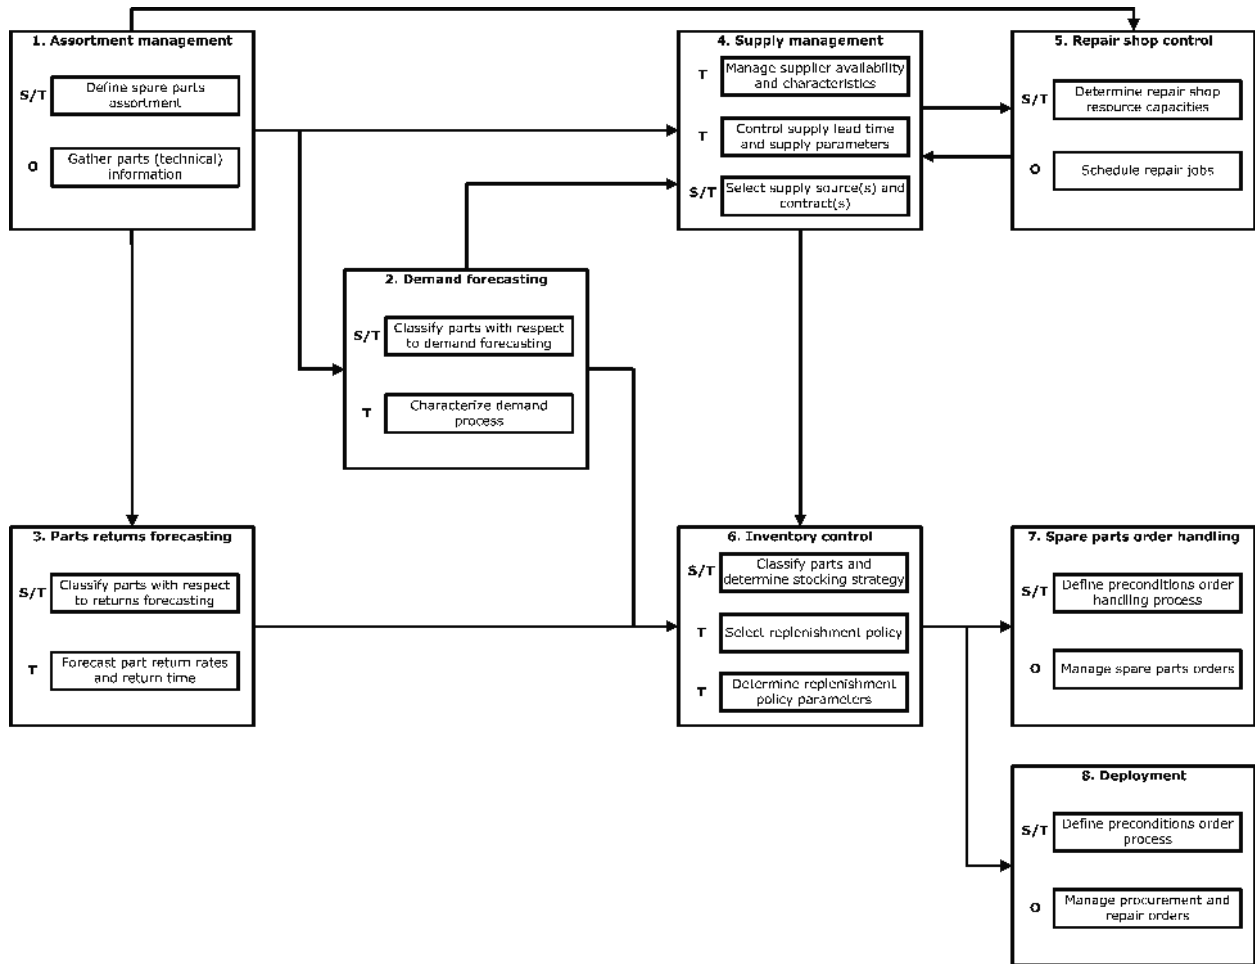 1. Assortment management
S/T
Define spare parts
assortment
O
Gather parts (technical)
information
4. Supply management
T
Manage supplier availability
and characteristics
T
Control supply lead time
and supply parameters
S/T
Select supply source(s) and
contract(s)
5. Repair shop control
S/T
Determine repair shop
resource capacities
O
Schedule repair jobs
2. Demand forecasting
S/T
Classify parts with respect
to demand forecasting
T
Characterize demand
process
3. Parts returns forecasting
S/T
Classify parts with respect
to returns forecasting
T
Forecast part return rates
and return time
6. Inventory control
S/T
Classify parts and
determine stocking strategy
T
Select replenishment policy
T
Determine replenishment
policy parameters
7. Spare parts order handling
S/T
Define preconditions order
handling process
O
Manage spare parts orders
8. Deployment
S/T
Define preconditions order
process
O
Manage procurement and
repair orders